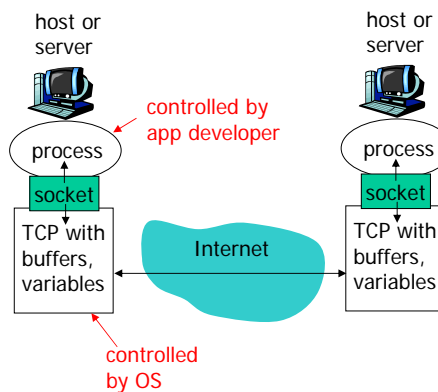 host or
server
host or
server
controlled by
app developer
process
process
socket
socket
TCP with
buffers,
variables
Internet
TCP with
buffers,
variables
controlled
by OS